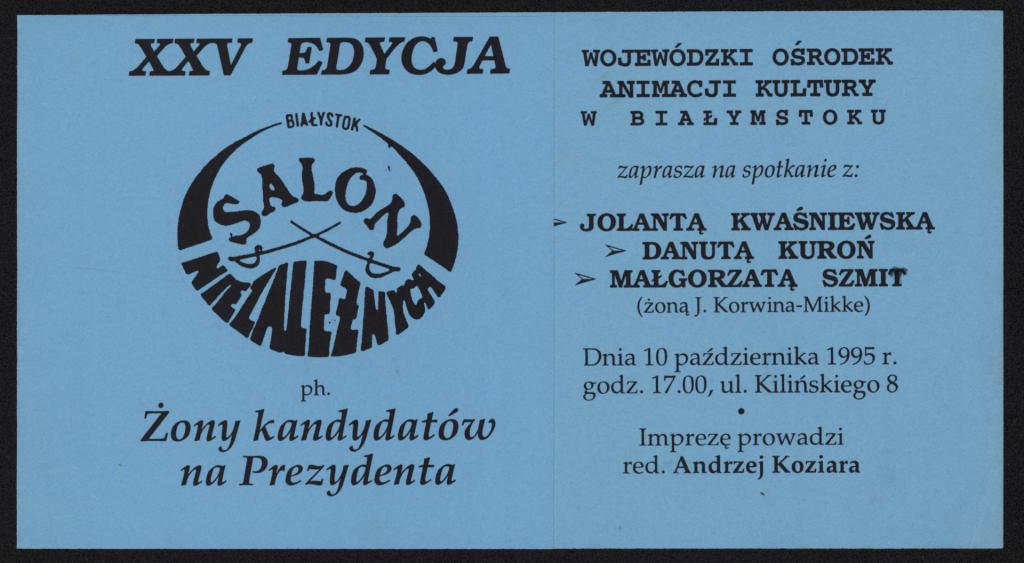 XXV EDYCJA
BIAŁYSTOK
SALON
NIEZALEŻNYCH
ph.
Żony kandydatów
na Prezydenta
WOJEWÓDZKI OŚRODEK
ANIMACJI KULTURY
W BIAŁYMSTOKU
zaprasza na spotkanie z:
➢ JOLANTĄ KWAŚNIEWSKĄ
➢ DANUTĄ KUROŃ
➢ MAŁGORZATĄ SZMIT
(żoną J. Korwina-Mikke)
Dnia 10 października 1995 r.
godz. 17.00, ul. Kilińskiego 8
•
Imprezę prowadzi
red. Andrzej Koziara